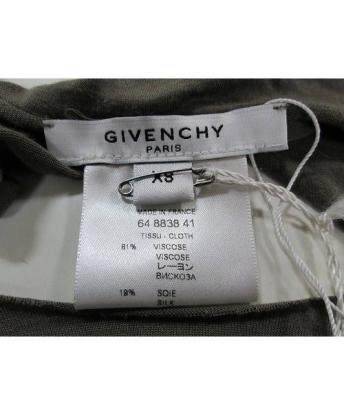 GIVENCHY
PARIS
XS
MADE IN FRANCE
64 8838 41
TISSU - CLOTH
81% VISCOSE
VISCOSE
レーヨン
ВИСКОЗА
19% SOIE
SILK